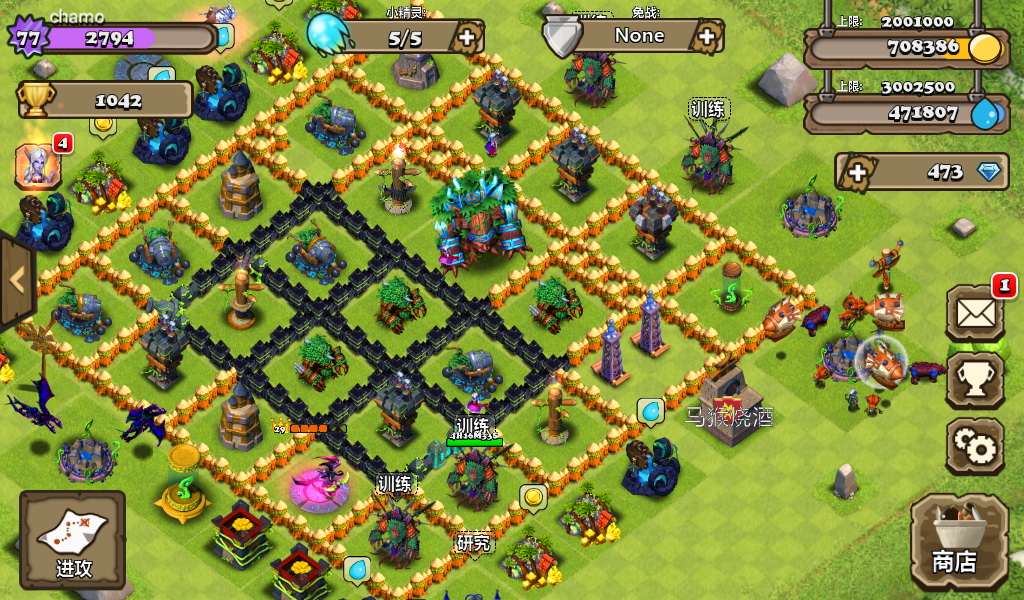 chamo
77
2794
小精灵:
5/5
免战:
None
上限: 2001000
708386
上限: 3002500
471807
473
1042
4
训练
1
马猴烧酒
29
训练
1H16M33S
训练
研究
进攻
商店